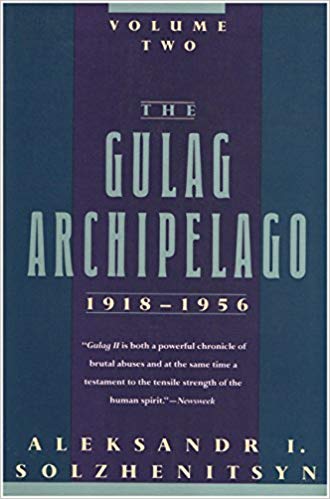 VOLUME
TWO
THE
GULAG
ARCHIPELAGO
1918–1956
“Gulag II is both a powerful chronicle of
brutal abuses and at the same time a
testament to the tensile strength of the
human spirit.”—Newsweek
ALEKSANDR I.
SOLZHENITSYN